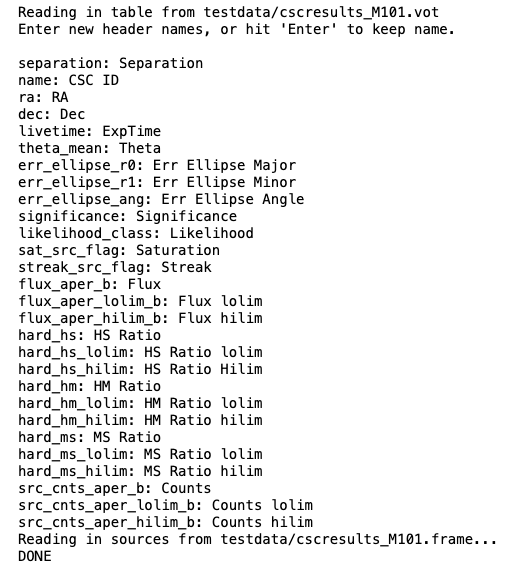 Reading in table from testdata/cscresults_M101.vot
Enter new header names, or hit 'Enter' to keep name.
separation: Separation
name: CSC ID
ra: RA
dec: Dec
livetime: ExpTime
theta_mean: Theta
err_ellipse_r0: Err Ellipse Major
err_ellipse_r1: Err Ellipse Minor
err_ellipse_ang: Err Ellipse Angle
significance: Significance
likelihood_class: Likelihood
sat_src_flag: Saturation
streak_src_flag: Streak
flux_aper_b: Flux
flux_aper_lolim_b: Flux lolim
flux_aper_hilim_b: Flux hilim
hard_hs: HS Ratio
hard_hs_lolim: HS Ratio lolim
hard_hs_hilim: HS Ratio Hilim
hard_hm: HM Ratio
hard_hm_lolim: HM Ratio lolim
hard_hm_hilim: HM Ratio hilim
hard_ms: MS Ratio
hard_ms_lolim: MS Ratio lolim
hard_ms_hilim: MS Ratio hilim
src_cnts_aper_b: Counts
src_cnts_aper_lolim_b: Counts lolim
src_cnts_aper_hilim_b: Counts hilim
Reading in sources from testdata/cscresults_M101.frame...
DONE